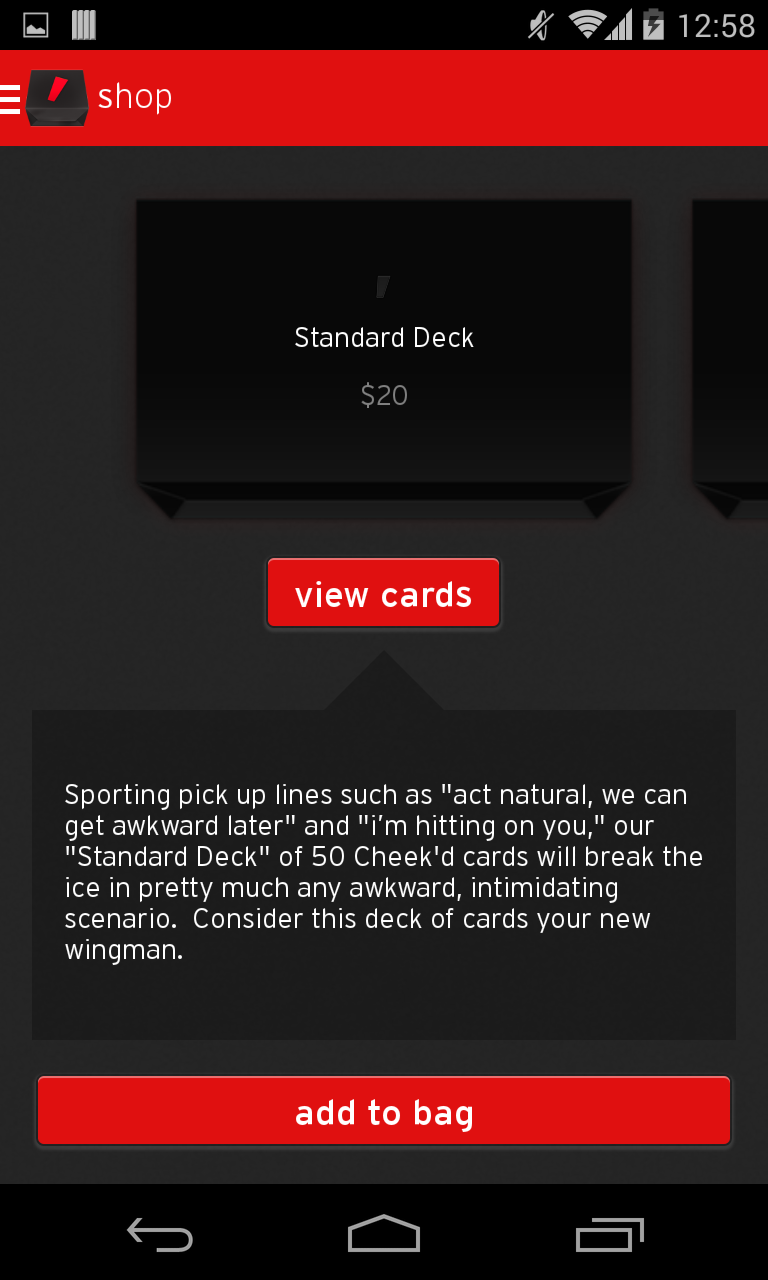 12:58
shop
Standard Deck
$20
view cards
Sporting pick up lines such as "act natural, we can
get awkward later" and "i’m hitting on you," our
"Standard Deck" of 50 Cheek'd cards will break the
ice in pretty much any awkward, intimidating
scenario.  Consider this deck of cards your new
wingman.
add to bag